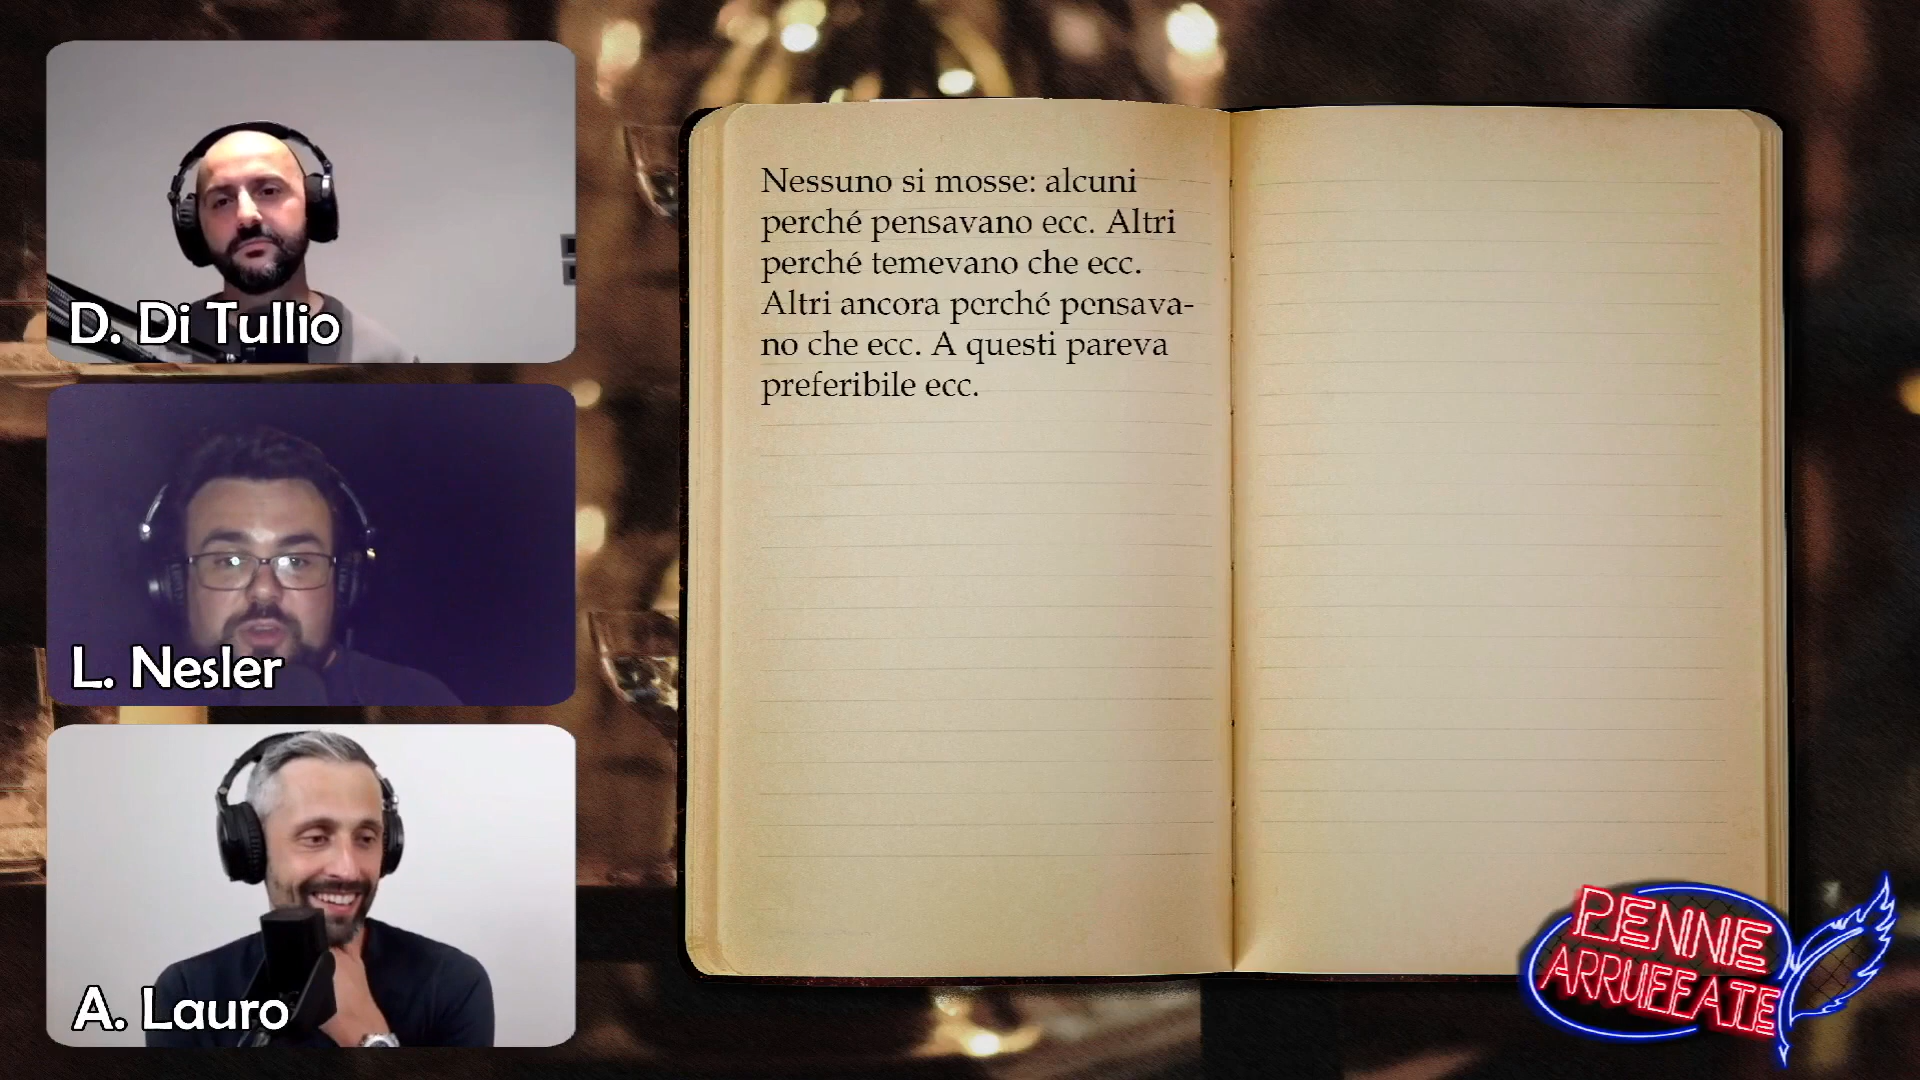 D. Di Tullio
L. Nesler
A. Lauro
Nessuno si mosse: alcuni
perché pensavano ecc. Altri
perché temevano che ecc.
Altri ancora perché pensava-
no che ecc. A questi pareva
preferibile ecc.
PENNE
ARRUFFATE